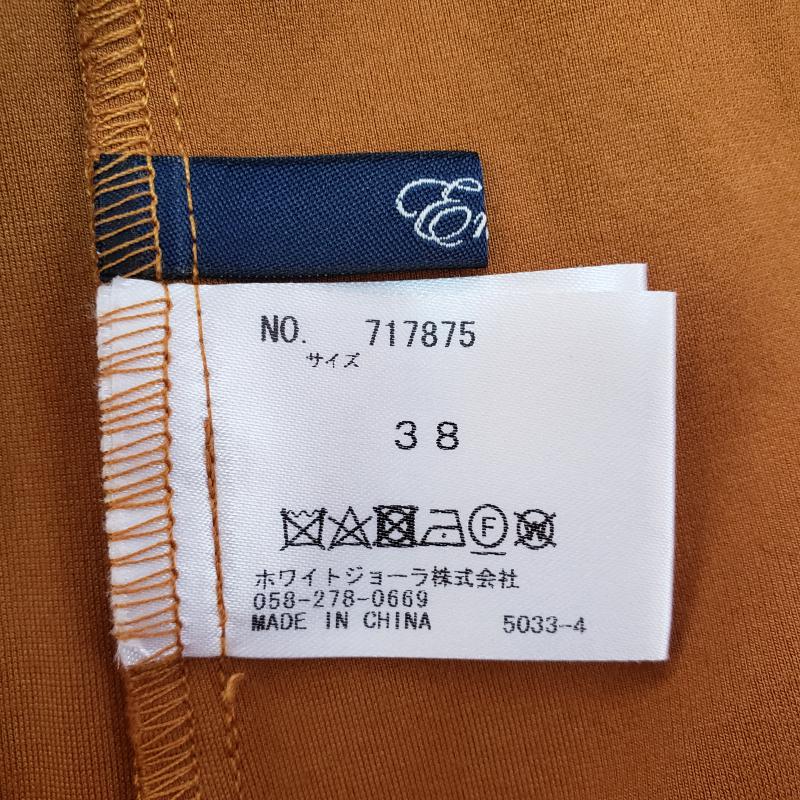 NO. 717875
サイズ
38
F W
ホワイトジョーラ株式会社
058-278-0669
MADE IN CHINA 5033-4